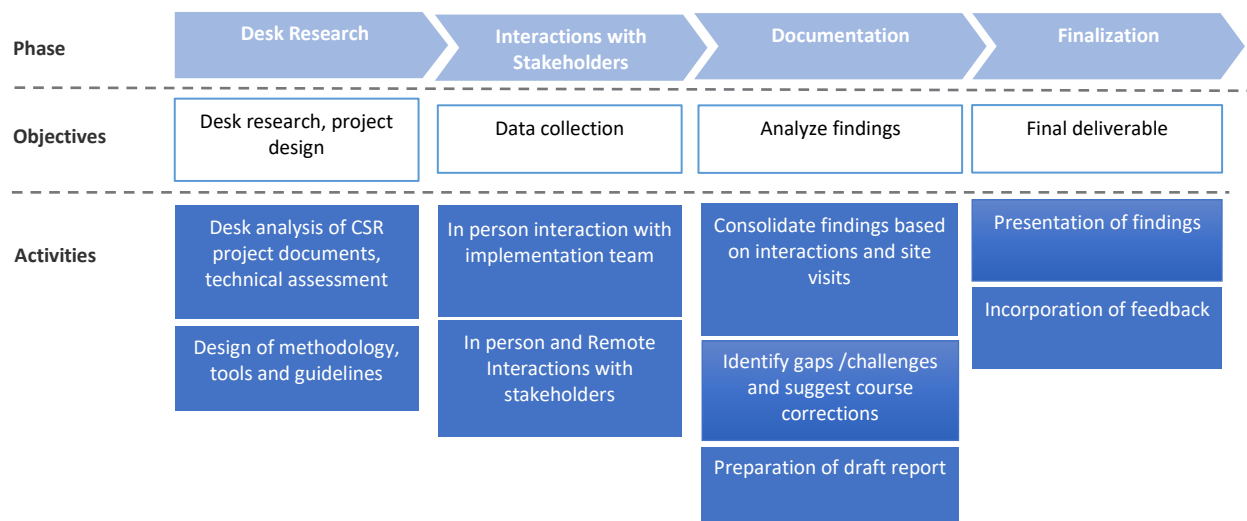 Phase
Desk Research
Interactions with
Stakeholders
Documentation
Finalization
Objectives
Desk research, project
design
Data collection
Analyze findings
Final deliverable
Activities
Desk analysis of CSR
project documents,
technical assessment
Design of methodology,
tools and guidelines
In person interaction with
implementation team
In person and Remote
Interactions with
stakeholders
Consolidate findings based
on interactions and site
visits
Identify gaps /challenges
and suggest course
corrections
Preparation of draft report
Presentation of findings
Incorporation of feedback